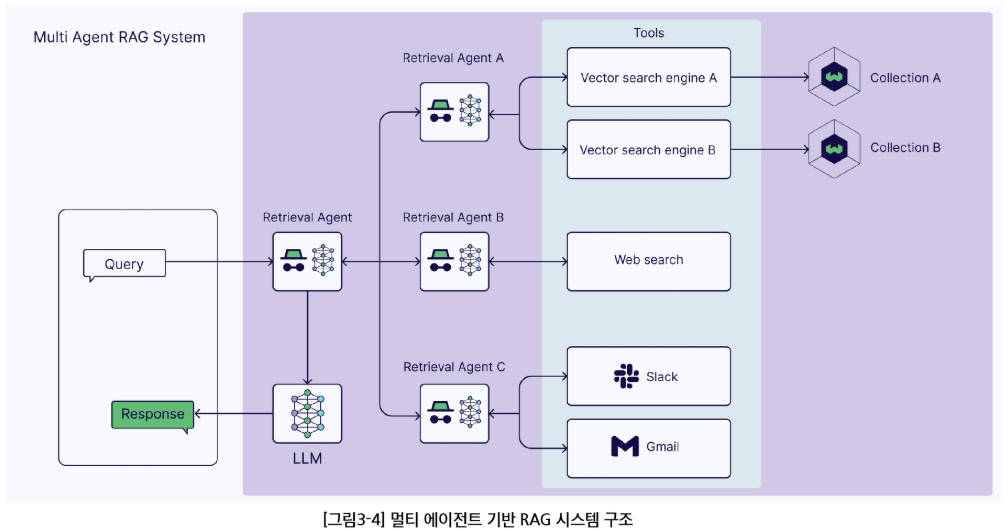 Multi Agent RAG System
Tools
Retrieval Agent A
Vector search engine A
Collection A
Vector search engine B
Collection B
Retrieval Agent
Retrieval Agent B
Query
Web search
Retrieval Agent C
Slack
Response
Gmail
LLM
[그림3-4] 멀티 에이전트 기반 RAG 시스템 구조